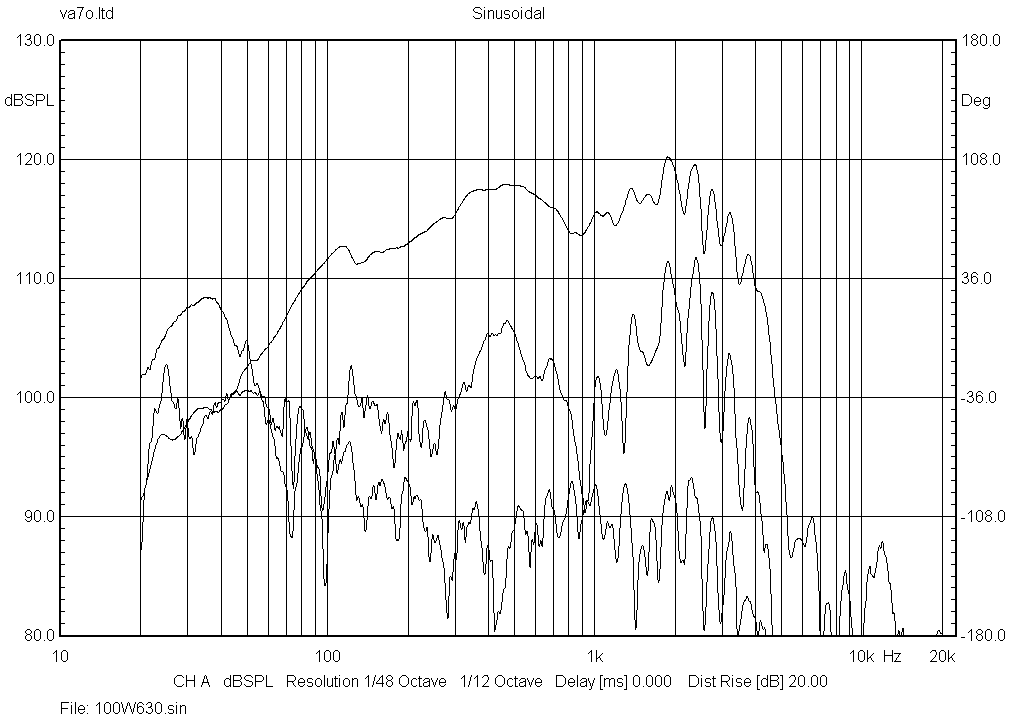 va7o.ltd Sinusoidal
130.0 180.0
dBSPL Deg
120.0 108.0
110.0 36.0
100.0 -36.0
90.0 -108.0
80.0 -180.0
10 100 1k 10k Hz 20k
CH A dBSPL Resolution 1/48 Octave 1/12 Octave Delay [ms] 0.000 Dist Rise [dB] 20.00
File: 100W630.sin